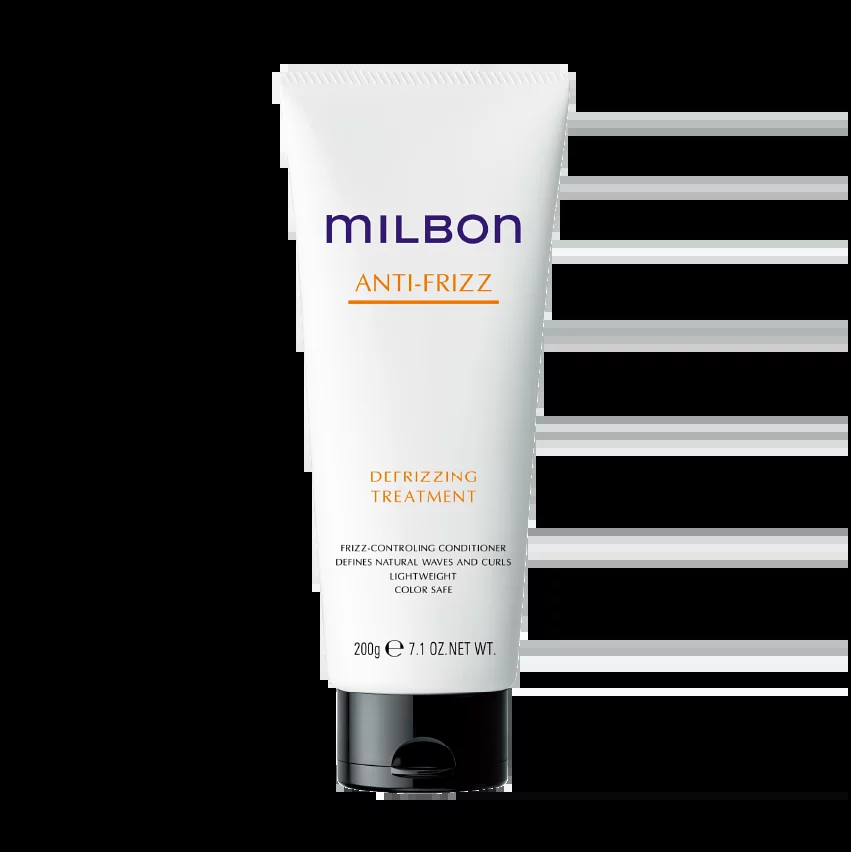 MILBON
ANTI-FRIZZ
DEFRIZZING
TREATMENT
FRIZZ-CONTROLING CONDITIONER
DEFINES NATURAL WAVES AND CURLS
LIGHTWEIGHT
COLOR SAFE
200g ℮ 7.1 OZ.NET WT.